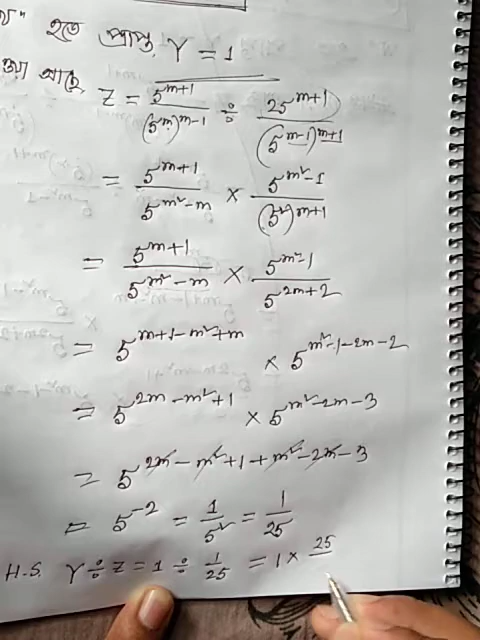 " হতে প্রাপ্ত, Y = 1
আছে, Z = 5^(m+1)/(5^m)^(m-1) ÷ 25^(m+1)/(5^(m-1))^(m+1)
= 5^(m+1)/5^(m²-m) × 5^(m²-1)/(5²)^(m+1)
= 5^(m+1)/5^(m²-m) × 5^(m²-1)/5^(2m+2)
= 5^(m+1-m²+m) × 5^(m²-1-2m-2)
= 5^(2m-m²+1) × 5^(m²-2m-3)
= 5^(2m-m²+1+m²-2m-3)
= 5^(-2) = 1/5² = 1/25
H.S. Y ÷ Z = 1 ÷ 1/25 = 1 × 25